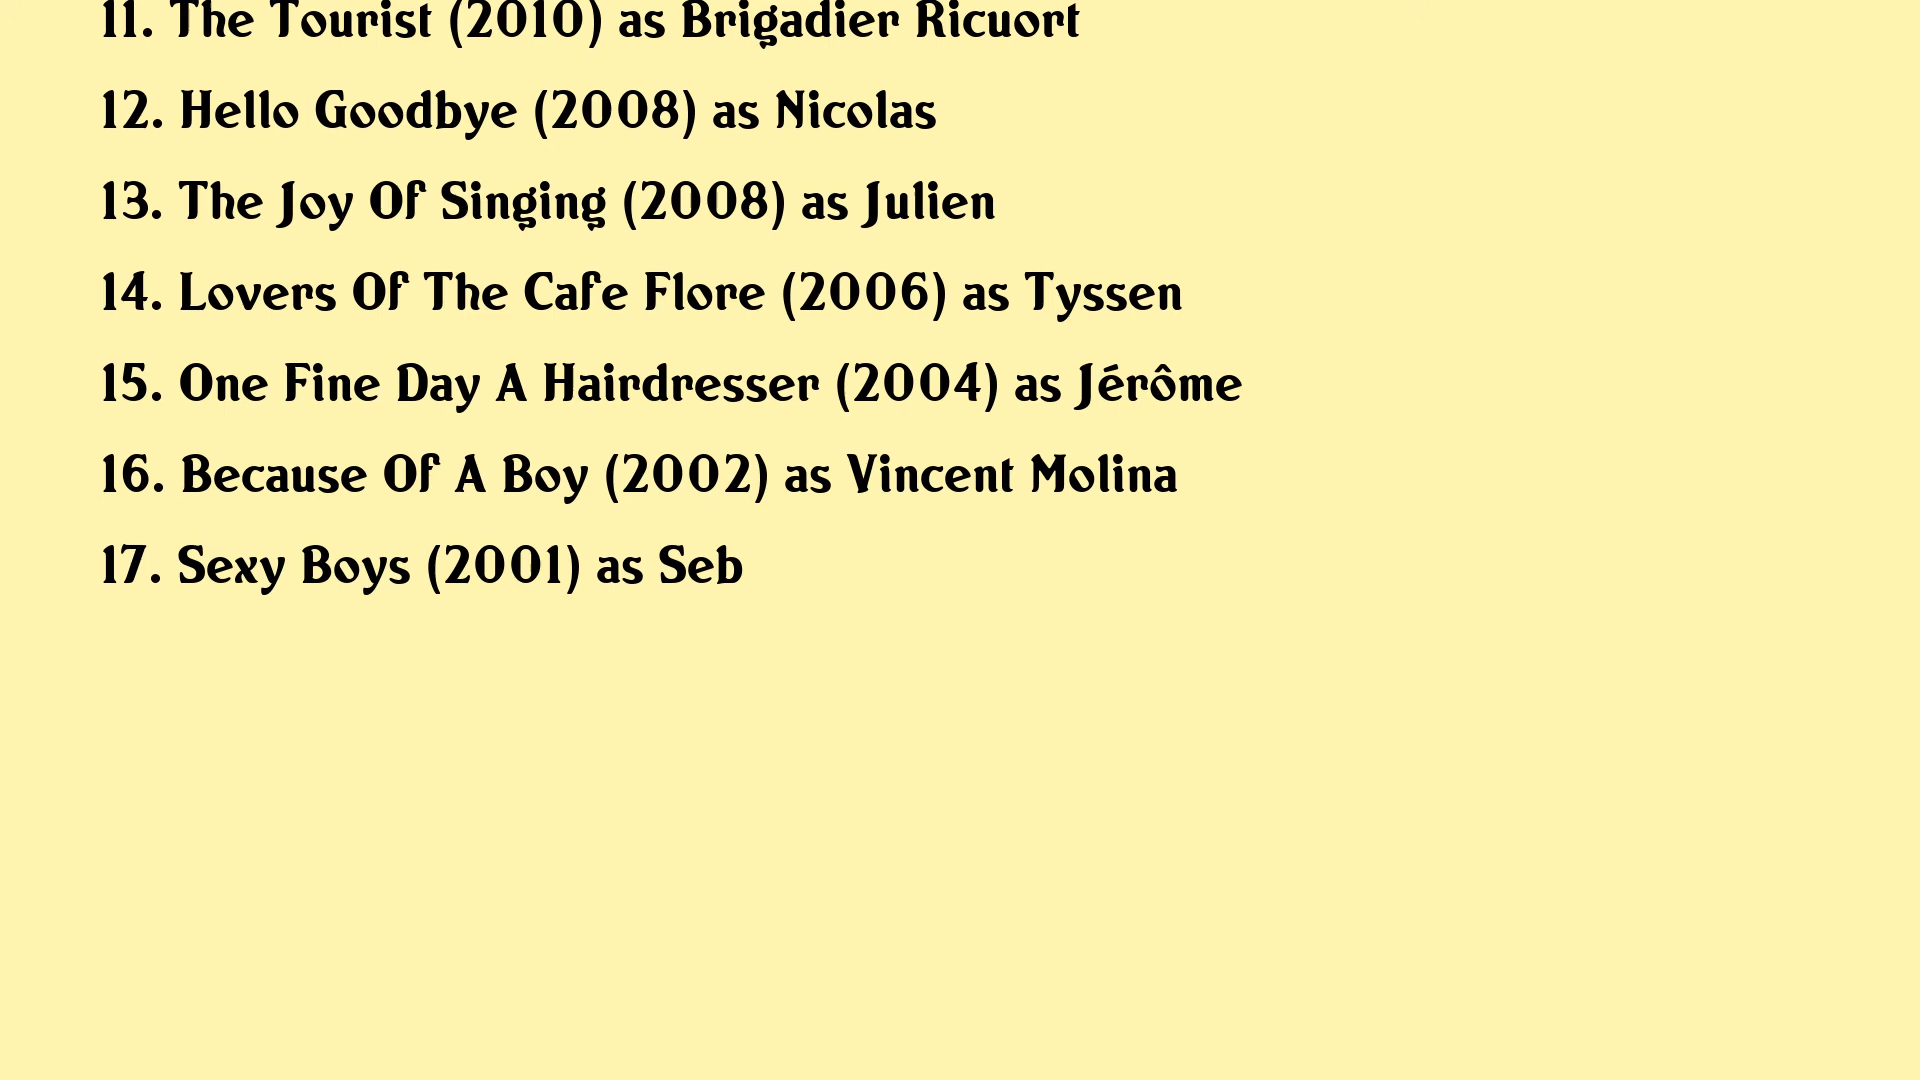 11. The Tourist (2010) as Brigadier Ricuort
12. Hello Goodbye (2008) as Nicolas
13. The Joy Of Singing (2008) as Julien
14. Lovers Of The Cafe Flore (2006) as Tyssen
15. One Fine Day A Hairdresser (2004) as Jérôme
16. Because Of A Boy (2002) as Vincent Molina
17. Sexy Boys (2001) as Seb